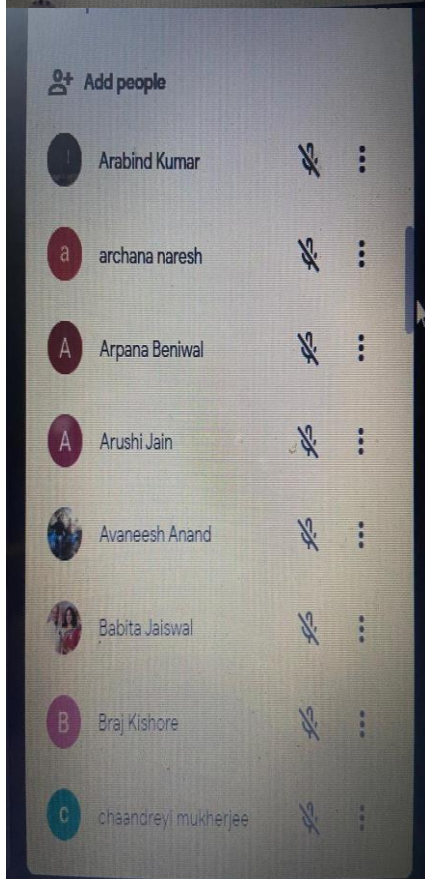 Add people
Arabind Kumar
a archana naresh
A Arpana Beniwal
A Arushi Jain
Avaneesh Anand
Babita Jaiswal
B Braj Kishore
c chaandreyi mukherjee